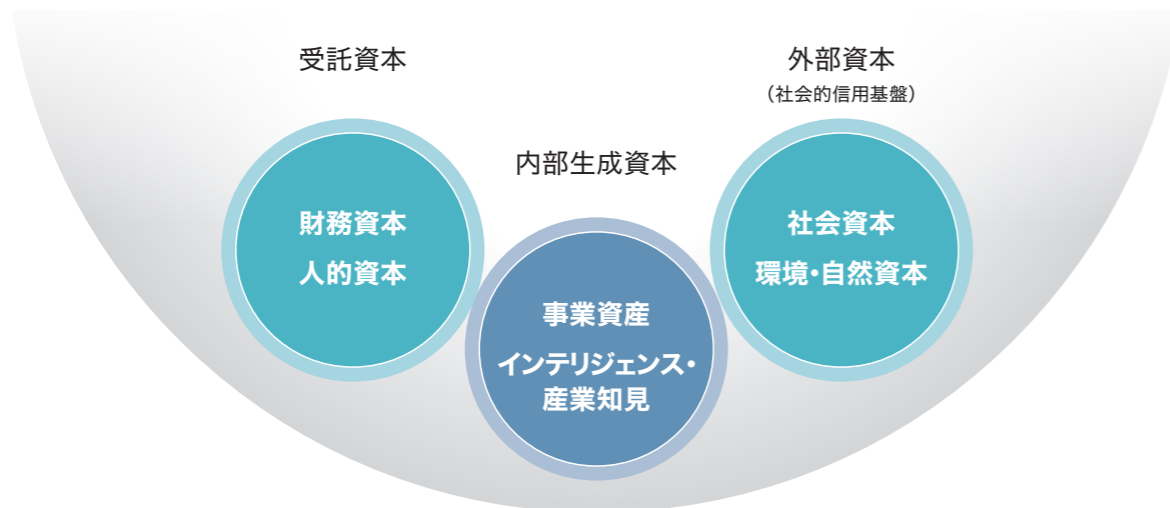 受託資本
財務資本
人的資本
内部生成資本
事業資産
インテリジェンス・
産業知見
外部資本
（社会的信用基盤）
社会資本
環境・自然資本